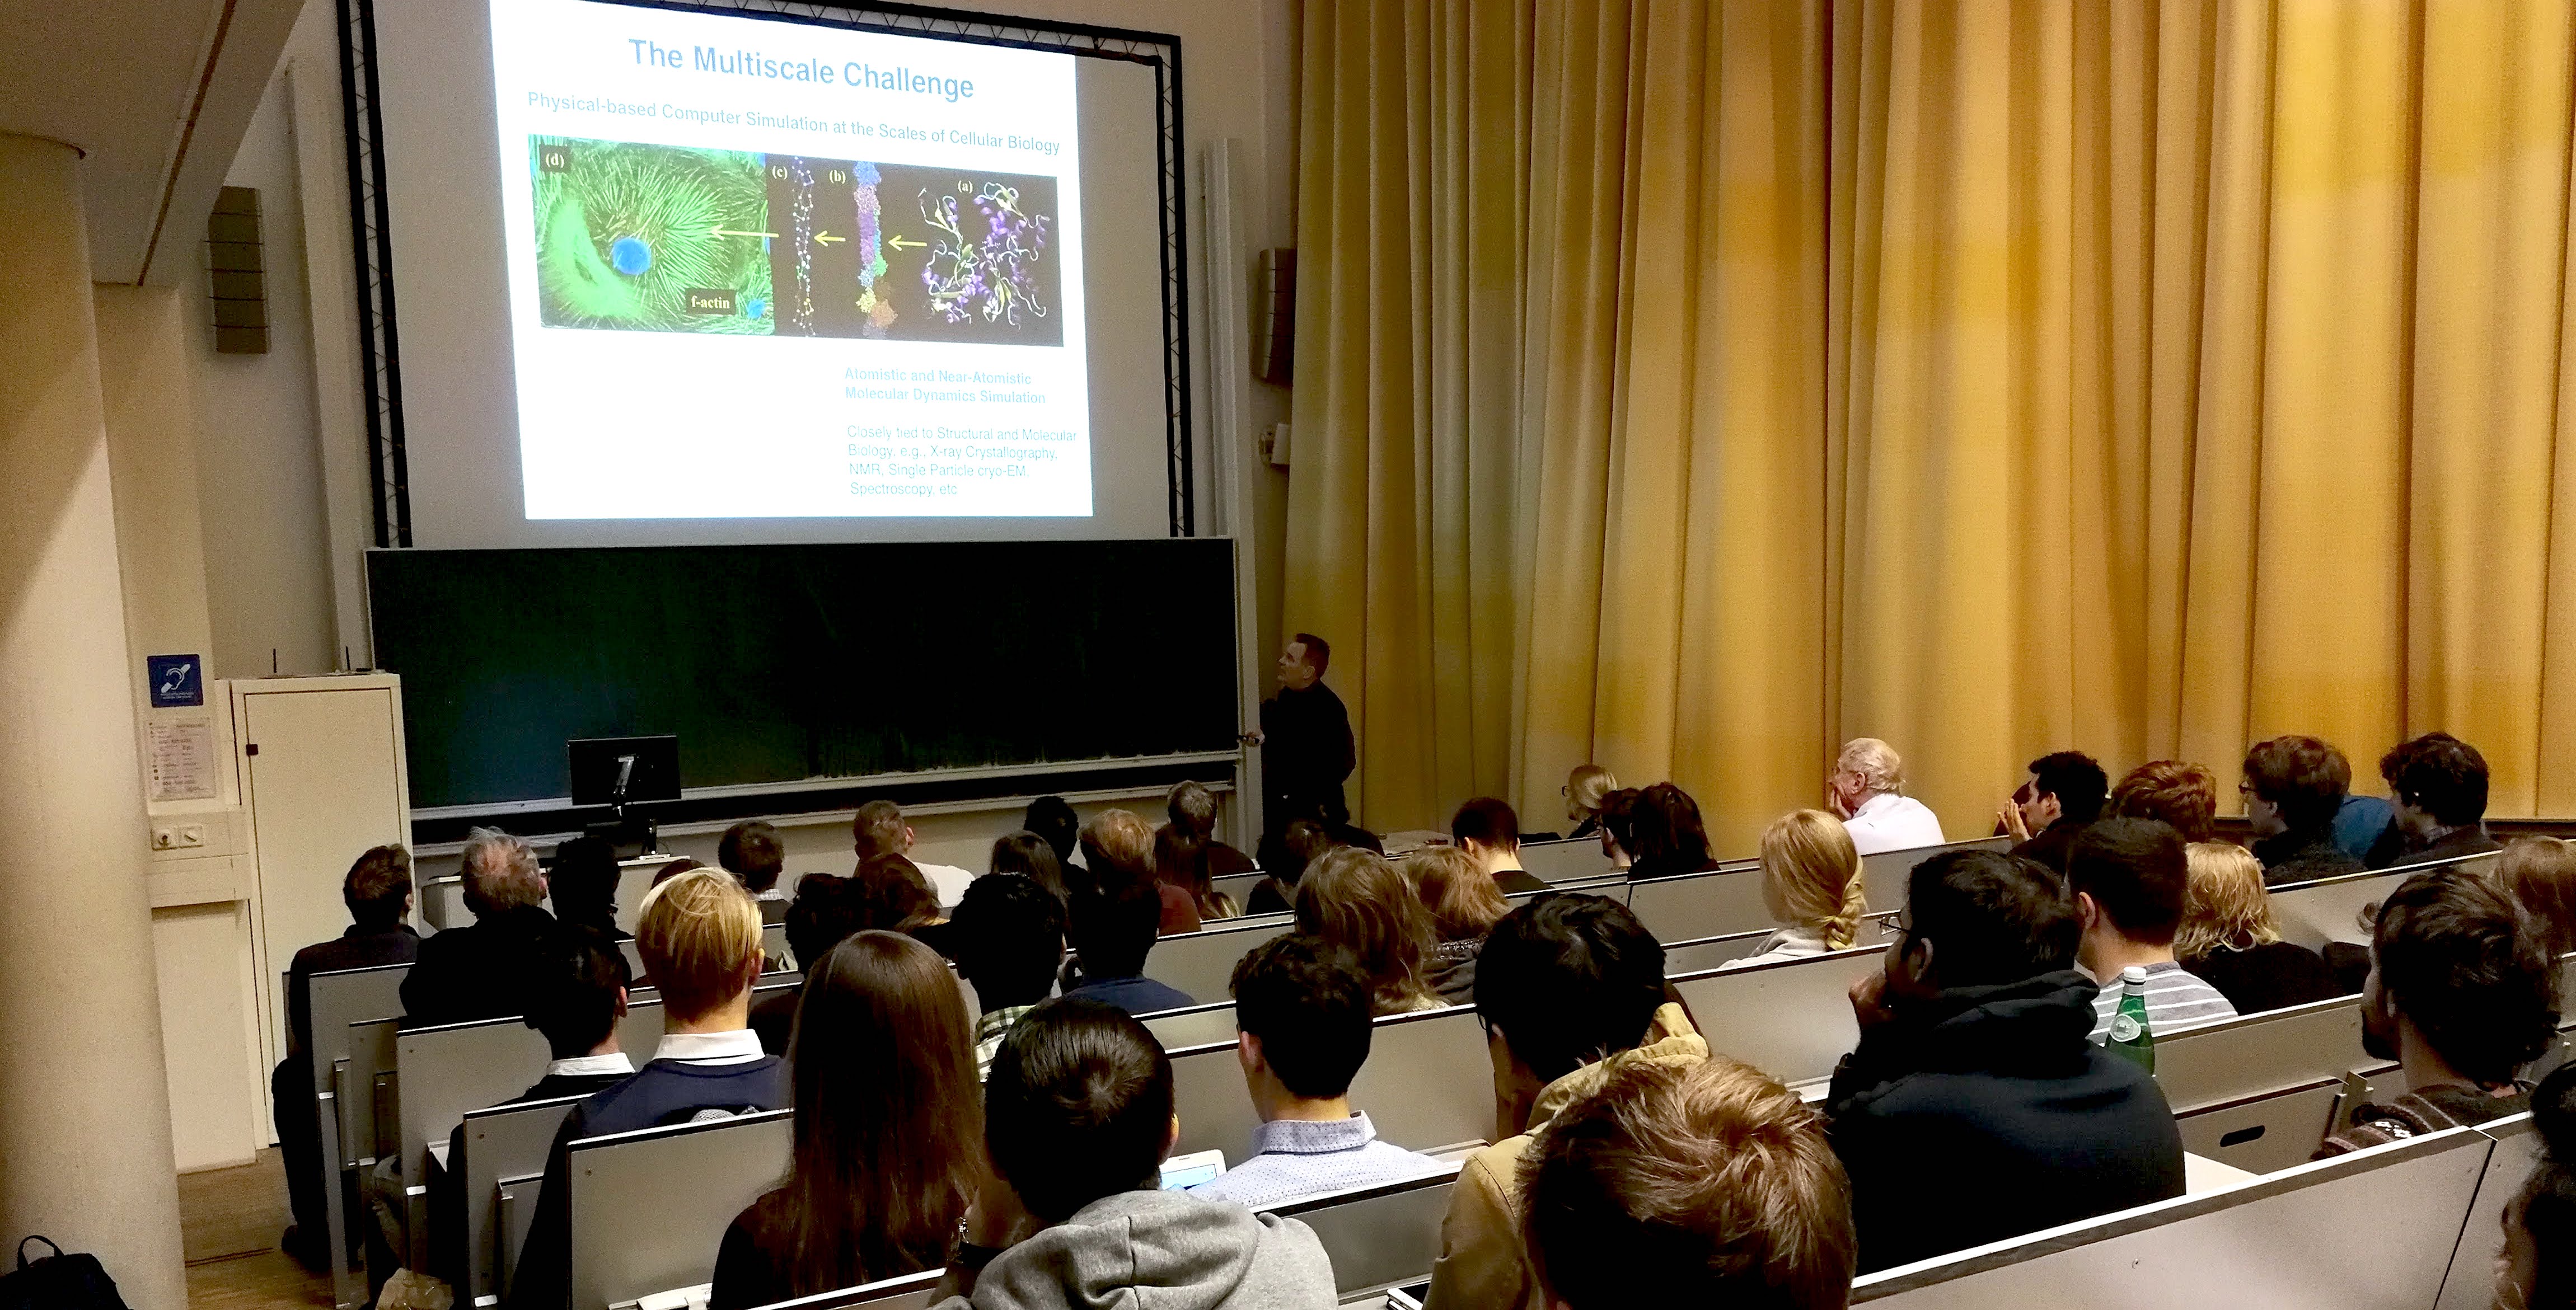 The Multiscale Challenge
Physical-based Computer Simulation at the Scales of Cellular Biology
(d)
(c)
(b)
(a)
f-actin
Atomistic and Near-Atomistic
Molecular Dynamics Simulation
Closely tied to Structural and Molecular
Biology, e.g., X-ray Crystallography,
NMR, Single Particle cryo-EM,
Spectroscopy, etc